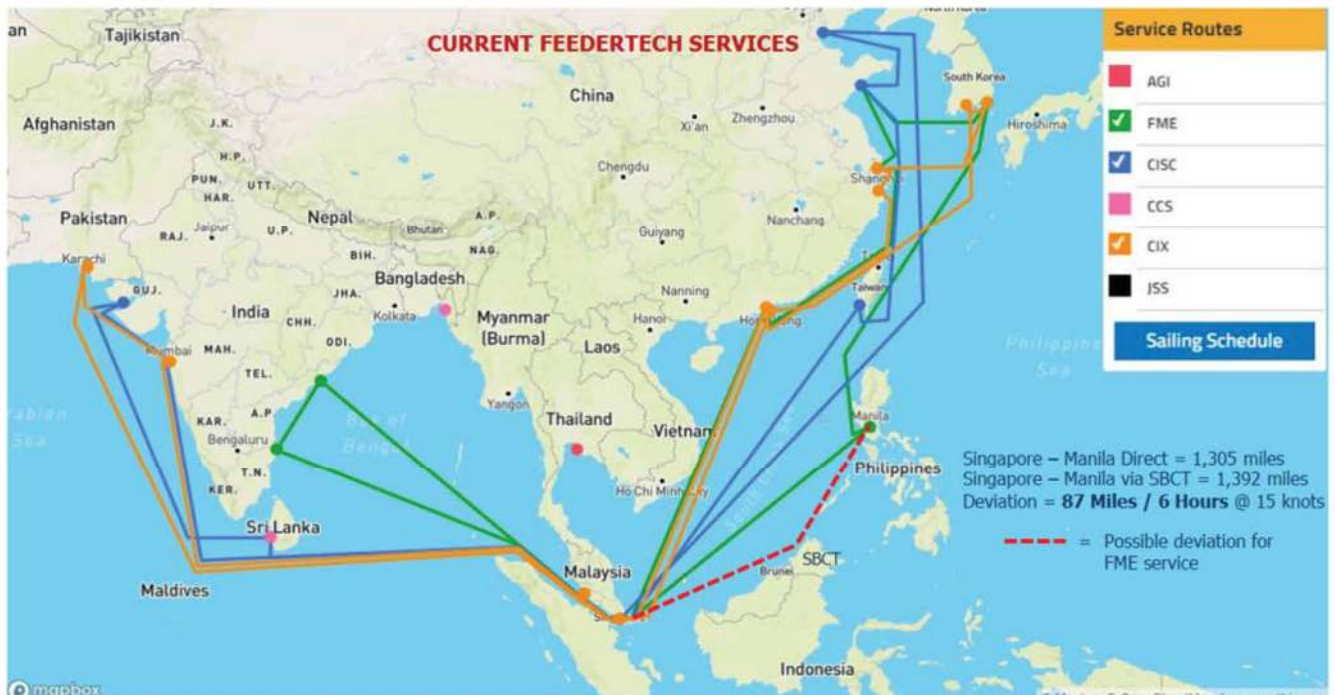 CURRENT FEEDERTECH SERVICES
Service Routes
AGI
FME
CISC
CCS
CIX
JSS
Sailing Schedule
Tajikistan
South Korea
China
Xi'an
Zhengzhou
Hiroshima
Afghanistan
J.K.
H.P.
Chengdu
PUN.
UTT.
HAR.
Nanchang
Pakistan
Nepal
A.P.
Bhutan
RAJ.
Jaipur
U.P.
Guiyang
BIH.
NAG.
Karachi
Bangladesh
Taiwan
GUJ.
JHA.
Nanning
India
Kolkata
Myanmar
(Burma)
Hanoi
CHH.
Laos
Mumbai
MAH.
ODI.
TEL.
Yangon
Thailand
KAR.
A.P
Vietnam
Manila
Bengaluru
Philippines
T.N.
KER.
Ho Chi Minh City
Sri Lanka
Singapore – Manila Direct = 1,305 miles
Singapore – Manila via SBCT = 1,392 miles
Deviation = 87 Miles / 6 Hours @ 15 knots
= Possible deviation for
FME service
SBCT
Brunei
Malaysia
Maldives
Indonesia
mapbox